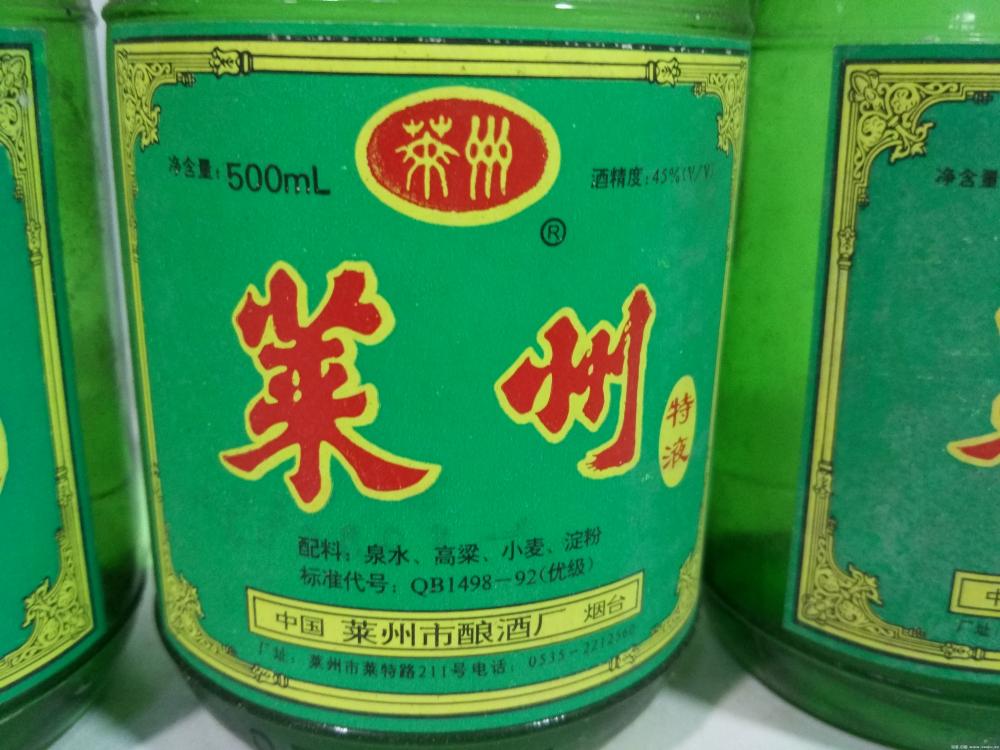 莱州
®
净含量：500mL
酒精度：45%(V/V)
莱州
特液
配料：泉水、高粱、小麦、淀粉
标准代号：QB1498－92(优级)
中国 莱州市酿酒厂 烟台
厂址：莱州市莱特路211号电话：0535－2212560
净含量
厂址